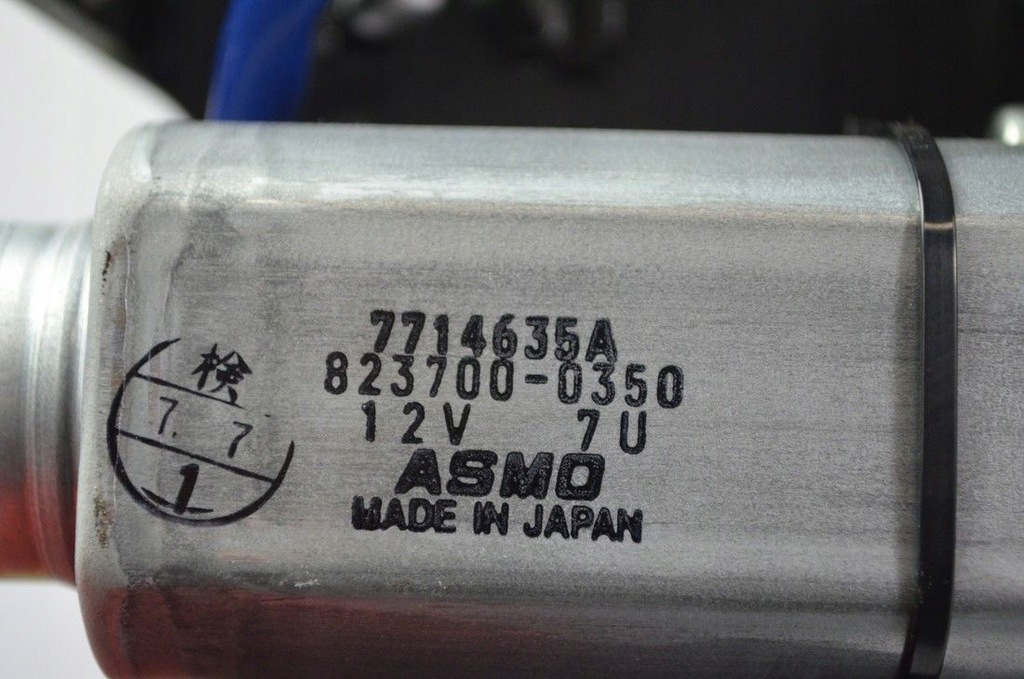 7714635A
823700-0350
12V 7U
ASMO
MADE IN JAPAN
検
7. 7
1